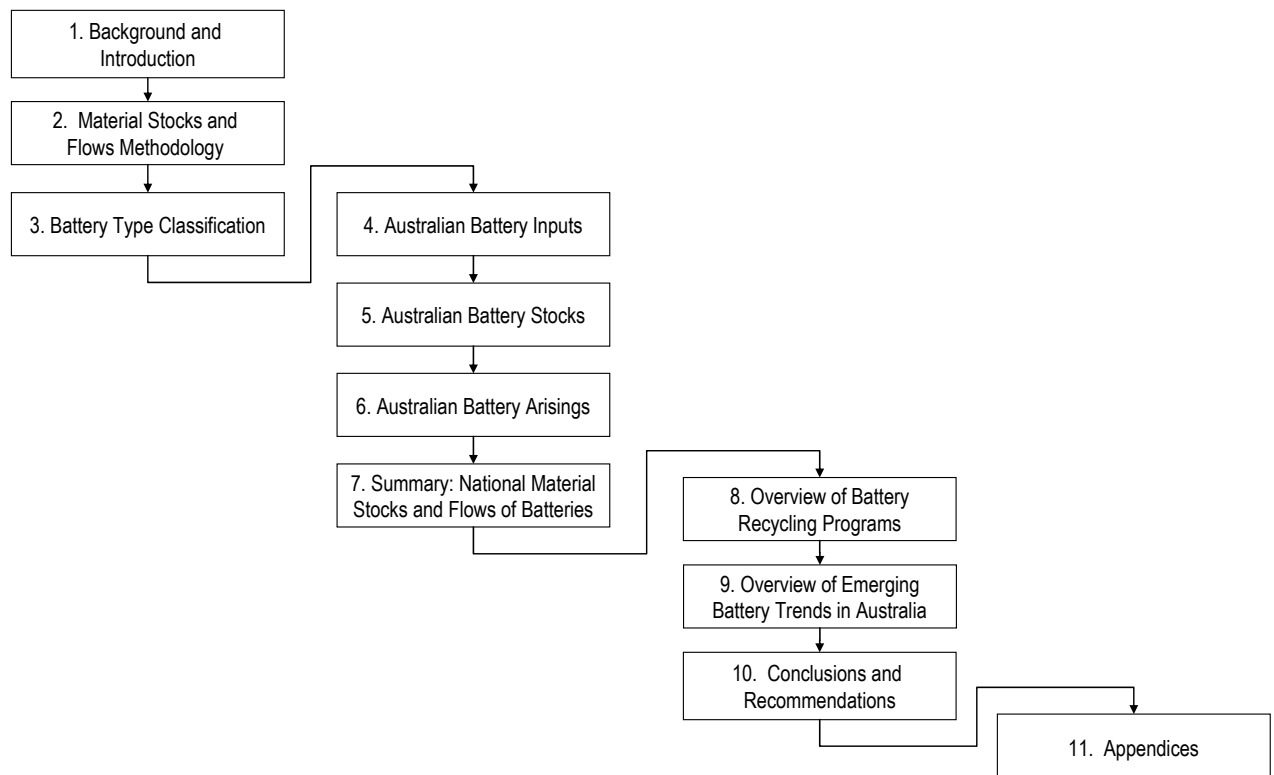 1. Background and
Introduction
2. Material Stocks and
Flows Methodology
3. Battery Type Classification
4. Australian Battery Inputs
5. Australian Battery Stocks
6. Australian Battery Arisings
7. Summary: National Material
Stocks and Flows of Batteries
8. Overview of Battery
Recycling Programs
9. Overview of Emerging
Battery Trends in Australia
10. Conclusions and
Recommendations
11. Appendices